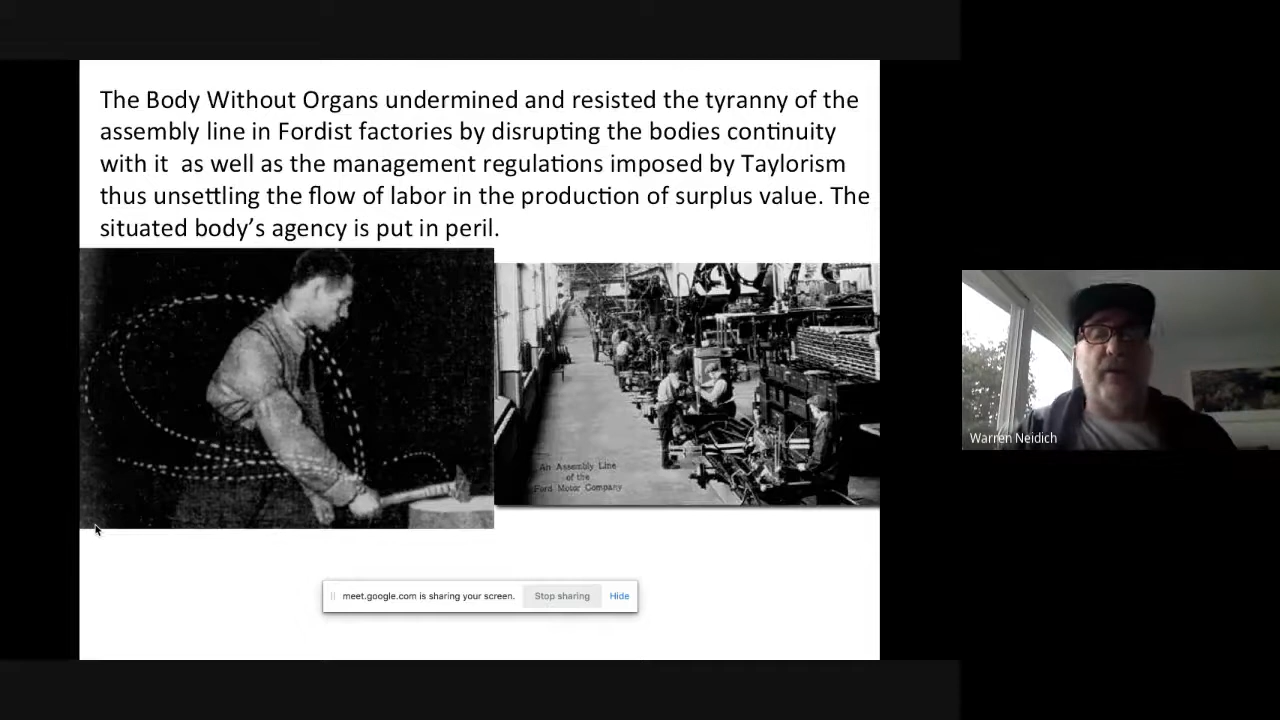 The Body Without Organs undermined and resisted the tyranny of the
assembly line in Fordist factories by disrupting the bodies continuity
with it  as well as the management regulations imposed by Taylorism
thus unsettling the flow of labor in the production of surplus value. The
situated body’s agency is put in peril.
An Assembly Line
of the
Ford Motor Company
Warren Neidich
meet.google.com is sharing your screen.
Stop sharing
Hide